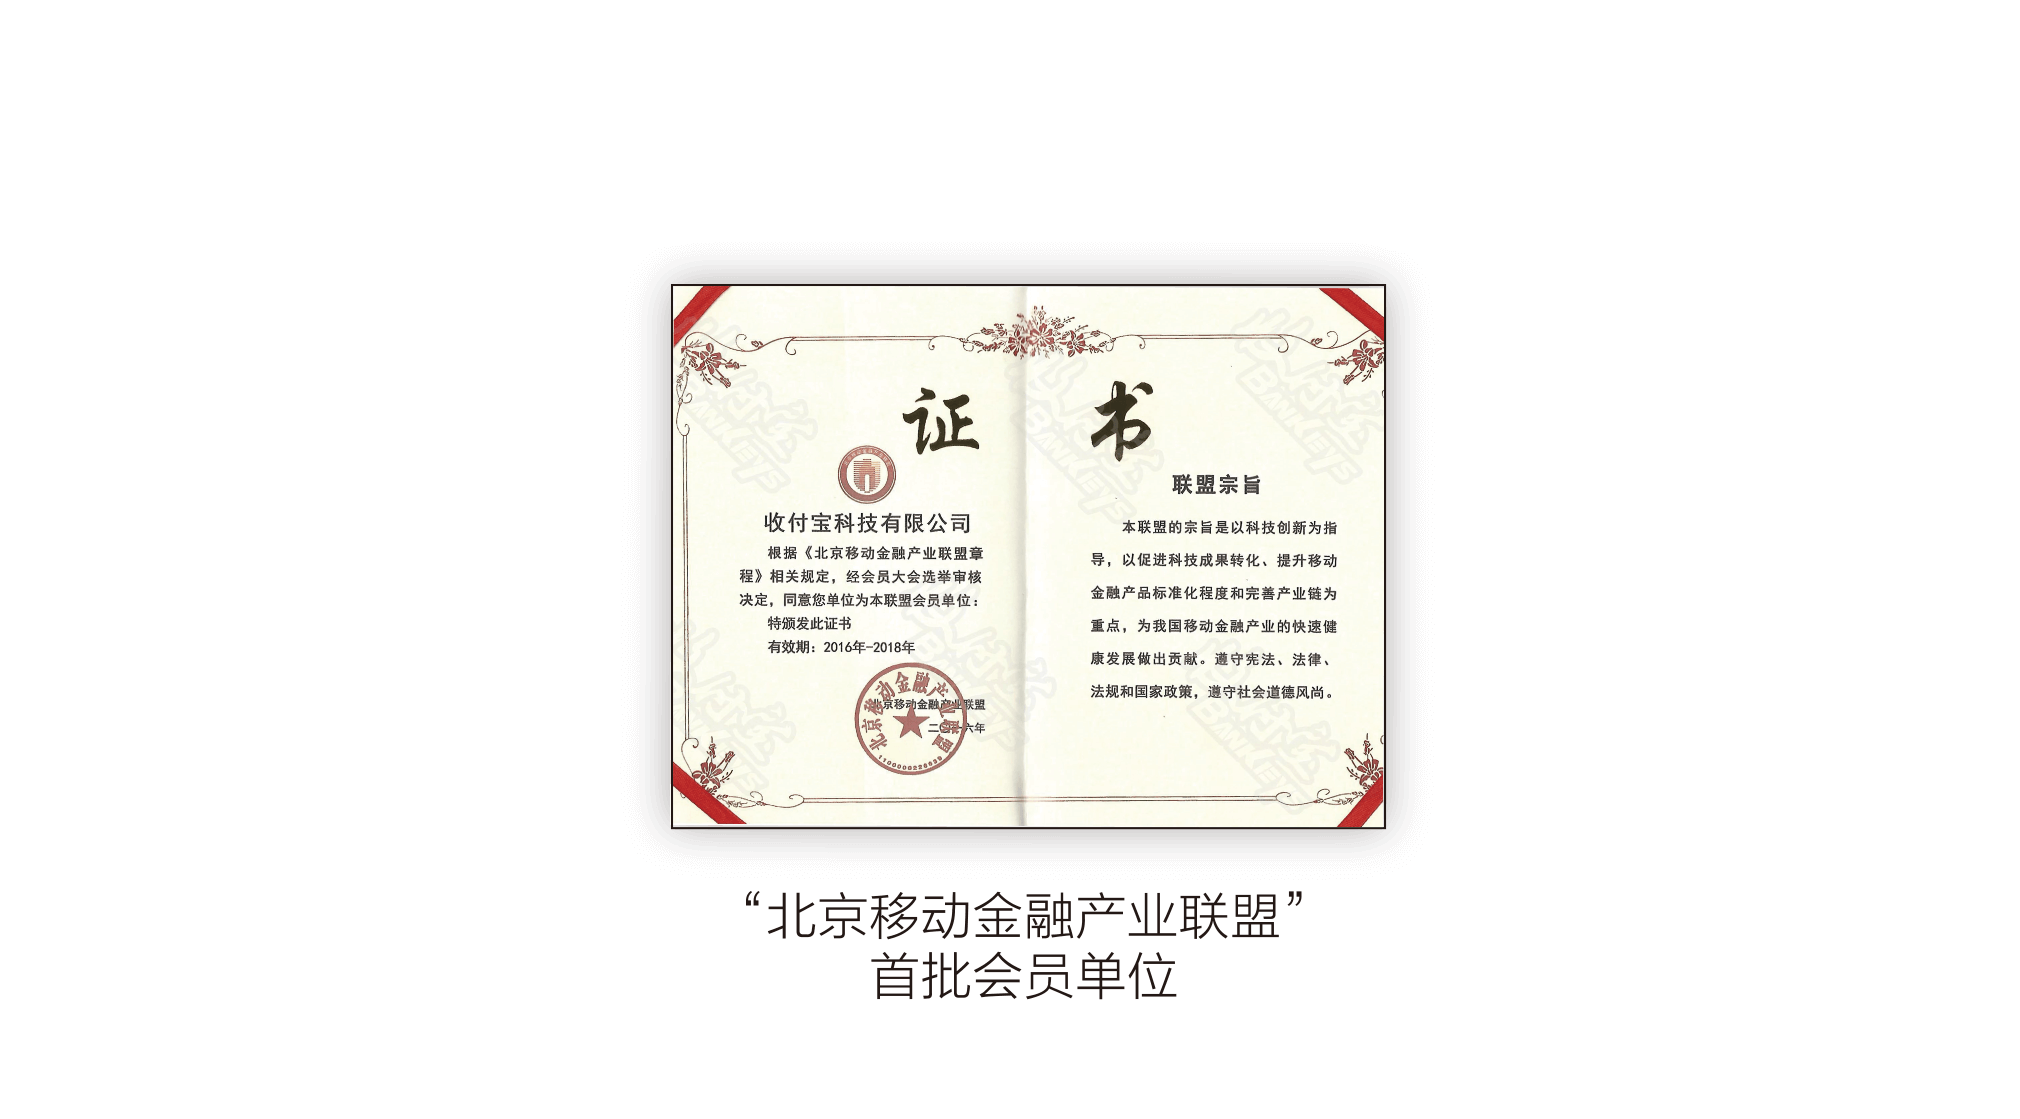 证 书
收付宝科技有限公司
根据《北京移动金融产业联盟章
程》相关规定，经会员大会选举审核
决定，同意您单位为本联盟会员单位：
特颁发此证书
有效期：2016年-2018年
北京移动金融产业联盟
二〇一六年
北京移动金融产业联盟
联盟宗旨
本联盟的宗旨是以科技创新为指
导，以促进科技成果转化、提升移动
金融产品标准化程度和完善产业链为
重点，为我国移动金融产业的快速健
康发展做出贡献。遵守宪法、法律、
法规和国家政策，遵守社会道德风尚。
“北京移动金融产业联盟”
首批会员单位